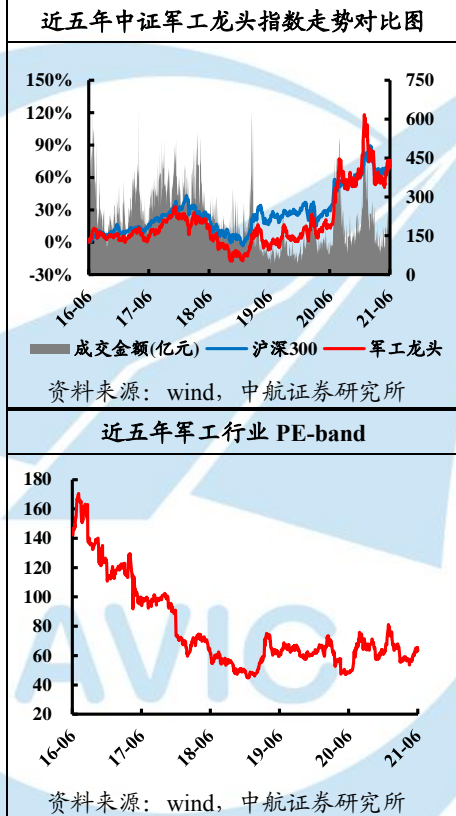 近五年中证军工龙头指数走势对比图
150% 750
120% 600
90% 450
60% 300
30% 150
0% 0
-30%
16-06 17-06 18-06 19-06 20-06 21-06
成交金额(亿元) 沪深300 军工龙头
资料来源：wind，中航证券研究所
近五年军工行业 PE-band
180
160
140
120
100
80
60
40
20
16-06 17-06 18-06 19-06 20-06 21-06
AVIC
资料来源：wind，中航证券研究所